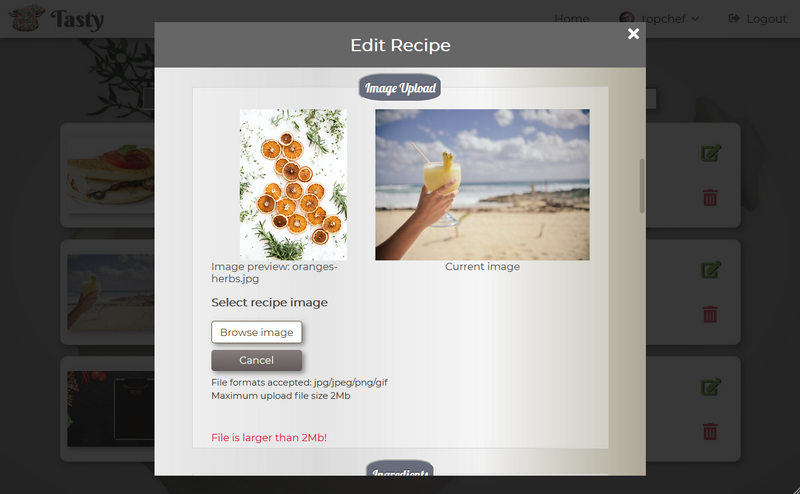 Tasty
Home
topchef
Logout
Edit Recipe
Image Upload
Image preview: oranges-
herbs.jpg
Current image
Select recipe image
Browse image
Cancel
File formats accepted: jpg/jpeg/png/gif
Maximum upload file size 2Mb
File is larger than 2Mb!
Ingredients